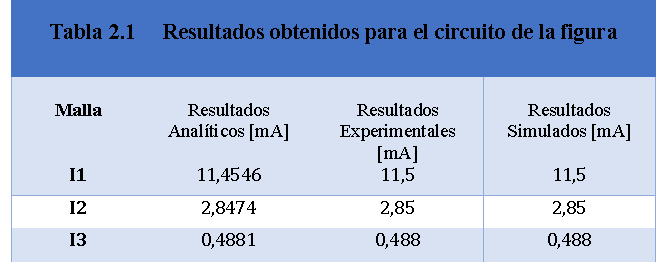 Tabla 2.1 Resultados obtenidos para el circuito de la figura
Malla Resultados Analíticos [mA] Resultados Experimentales [mA] Resultados Simulados [mA]
I1 11,4546 11,5 11,5
I2 2,8474 2,85 2,85
I3 0,4881 0,488 0,488